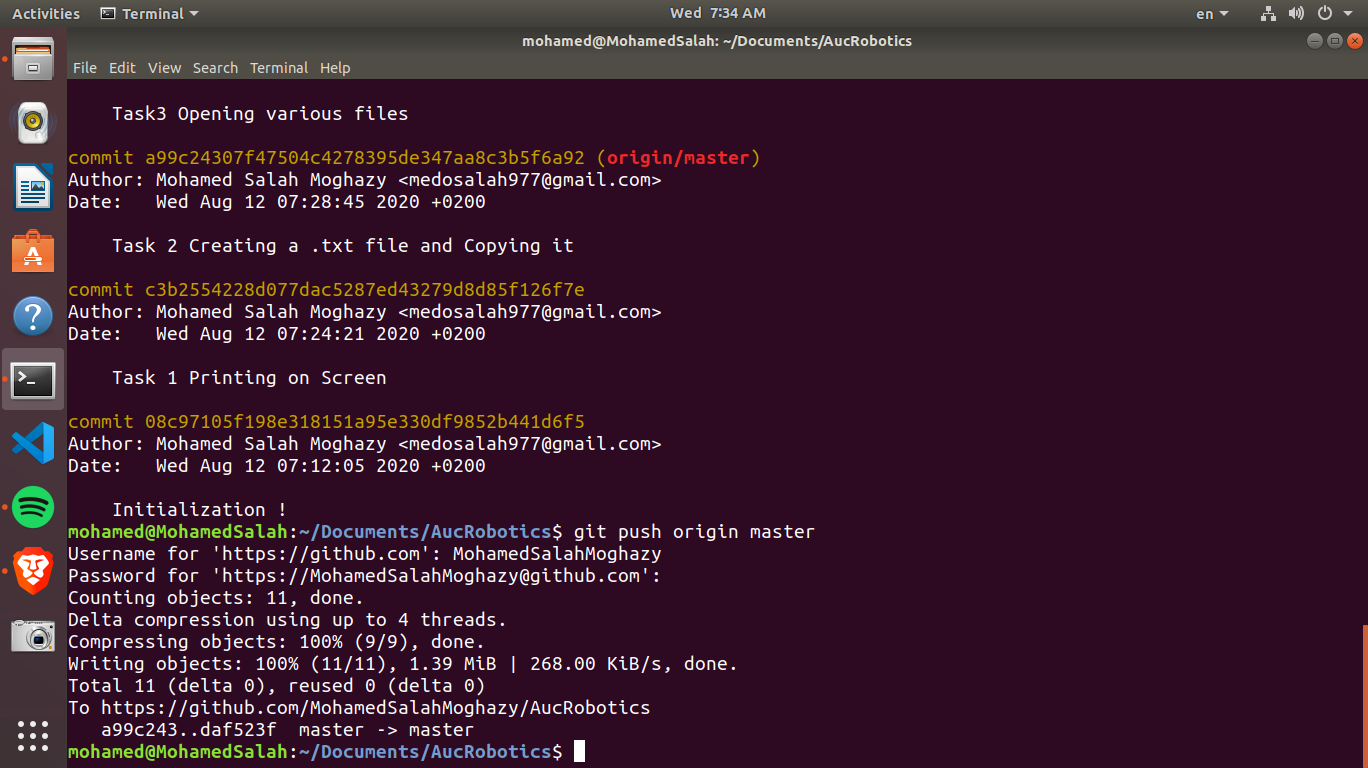 Activities Terminal Wed 7:34 AM en
mohamed@MohamedSalah: ~/Documents/AucRobotics
File Edit View Search Terminal Help
Task3 Opening various files
commit a99c24307f47504c4278395de347aa8c3b5f6a92 (origin/master)
Author: Mohamed Salah Moghazy <medosalah977@gmail.com>
Date:   Wed Aug 12 07:28:45 2020 +0200
Task 2 Creating a .txt file and Copying it
commit c3b2554228d077dac5287ed43279d8d85f126f7e
Author: Mohamed Salah Moghazy <medosalah977@gmail.com>
Date:   Wed Aug 12 07:24:21 2020 +0200
Task 1 Printing on Screen
commit 08c97105f198e318151a95e330df9852b441d6f5
Author: Mohamed Salah Moghazy <medosalah977@gmail.com>
Date:   Wed Aug 12 07:12:05 2020 +0200
Initialization !
mohamed@MohamedSalah:~/Documents/AucRobotics$ git push origin master
Username for 'https://github.com': MohamedSalahMoghazy
Password for 'https://MohamedSalahMoghazy@github.com':
Counting objects: 11, done.
Delta compression using up to 4 threads.
Compressing objects: 100% (9/9), done.
Writing objects: 100% (11/11), 1.39 MiB | 268.00 KiB/s, done.
Total 11 (delta 0), reused 0 (delta 0)
To https://github.com/MohamedSalahMoghazy/AucRobotics
   a99c243..daf523f  master -> master
mohamed@MohamedSalah:~/Documents/AucRobotics$